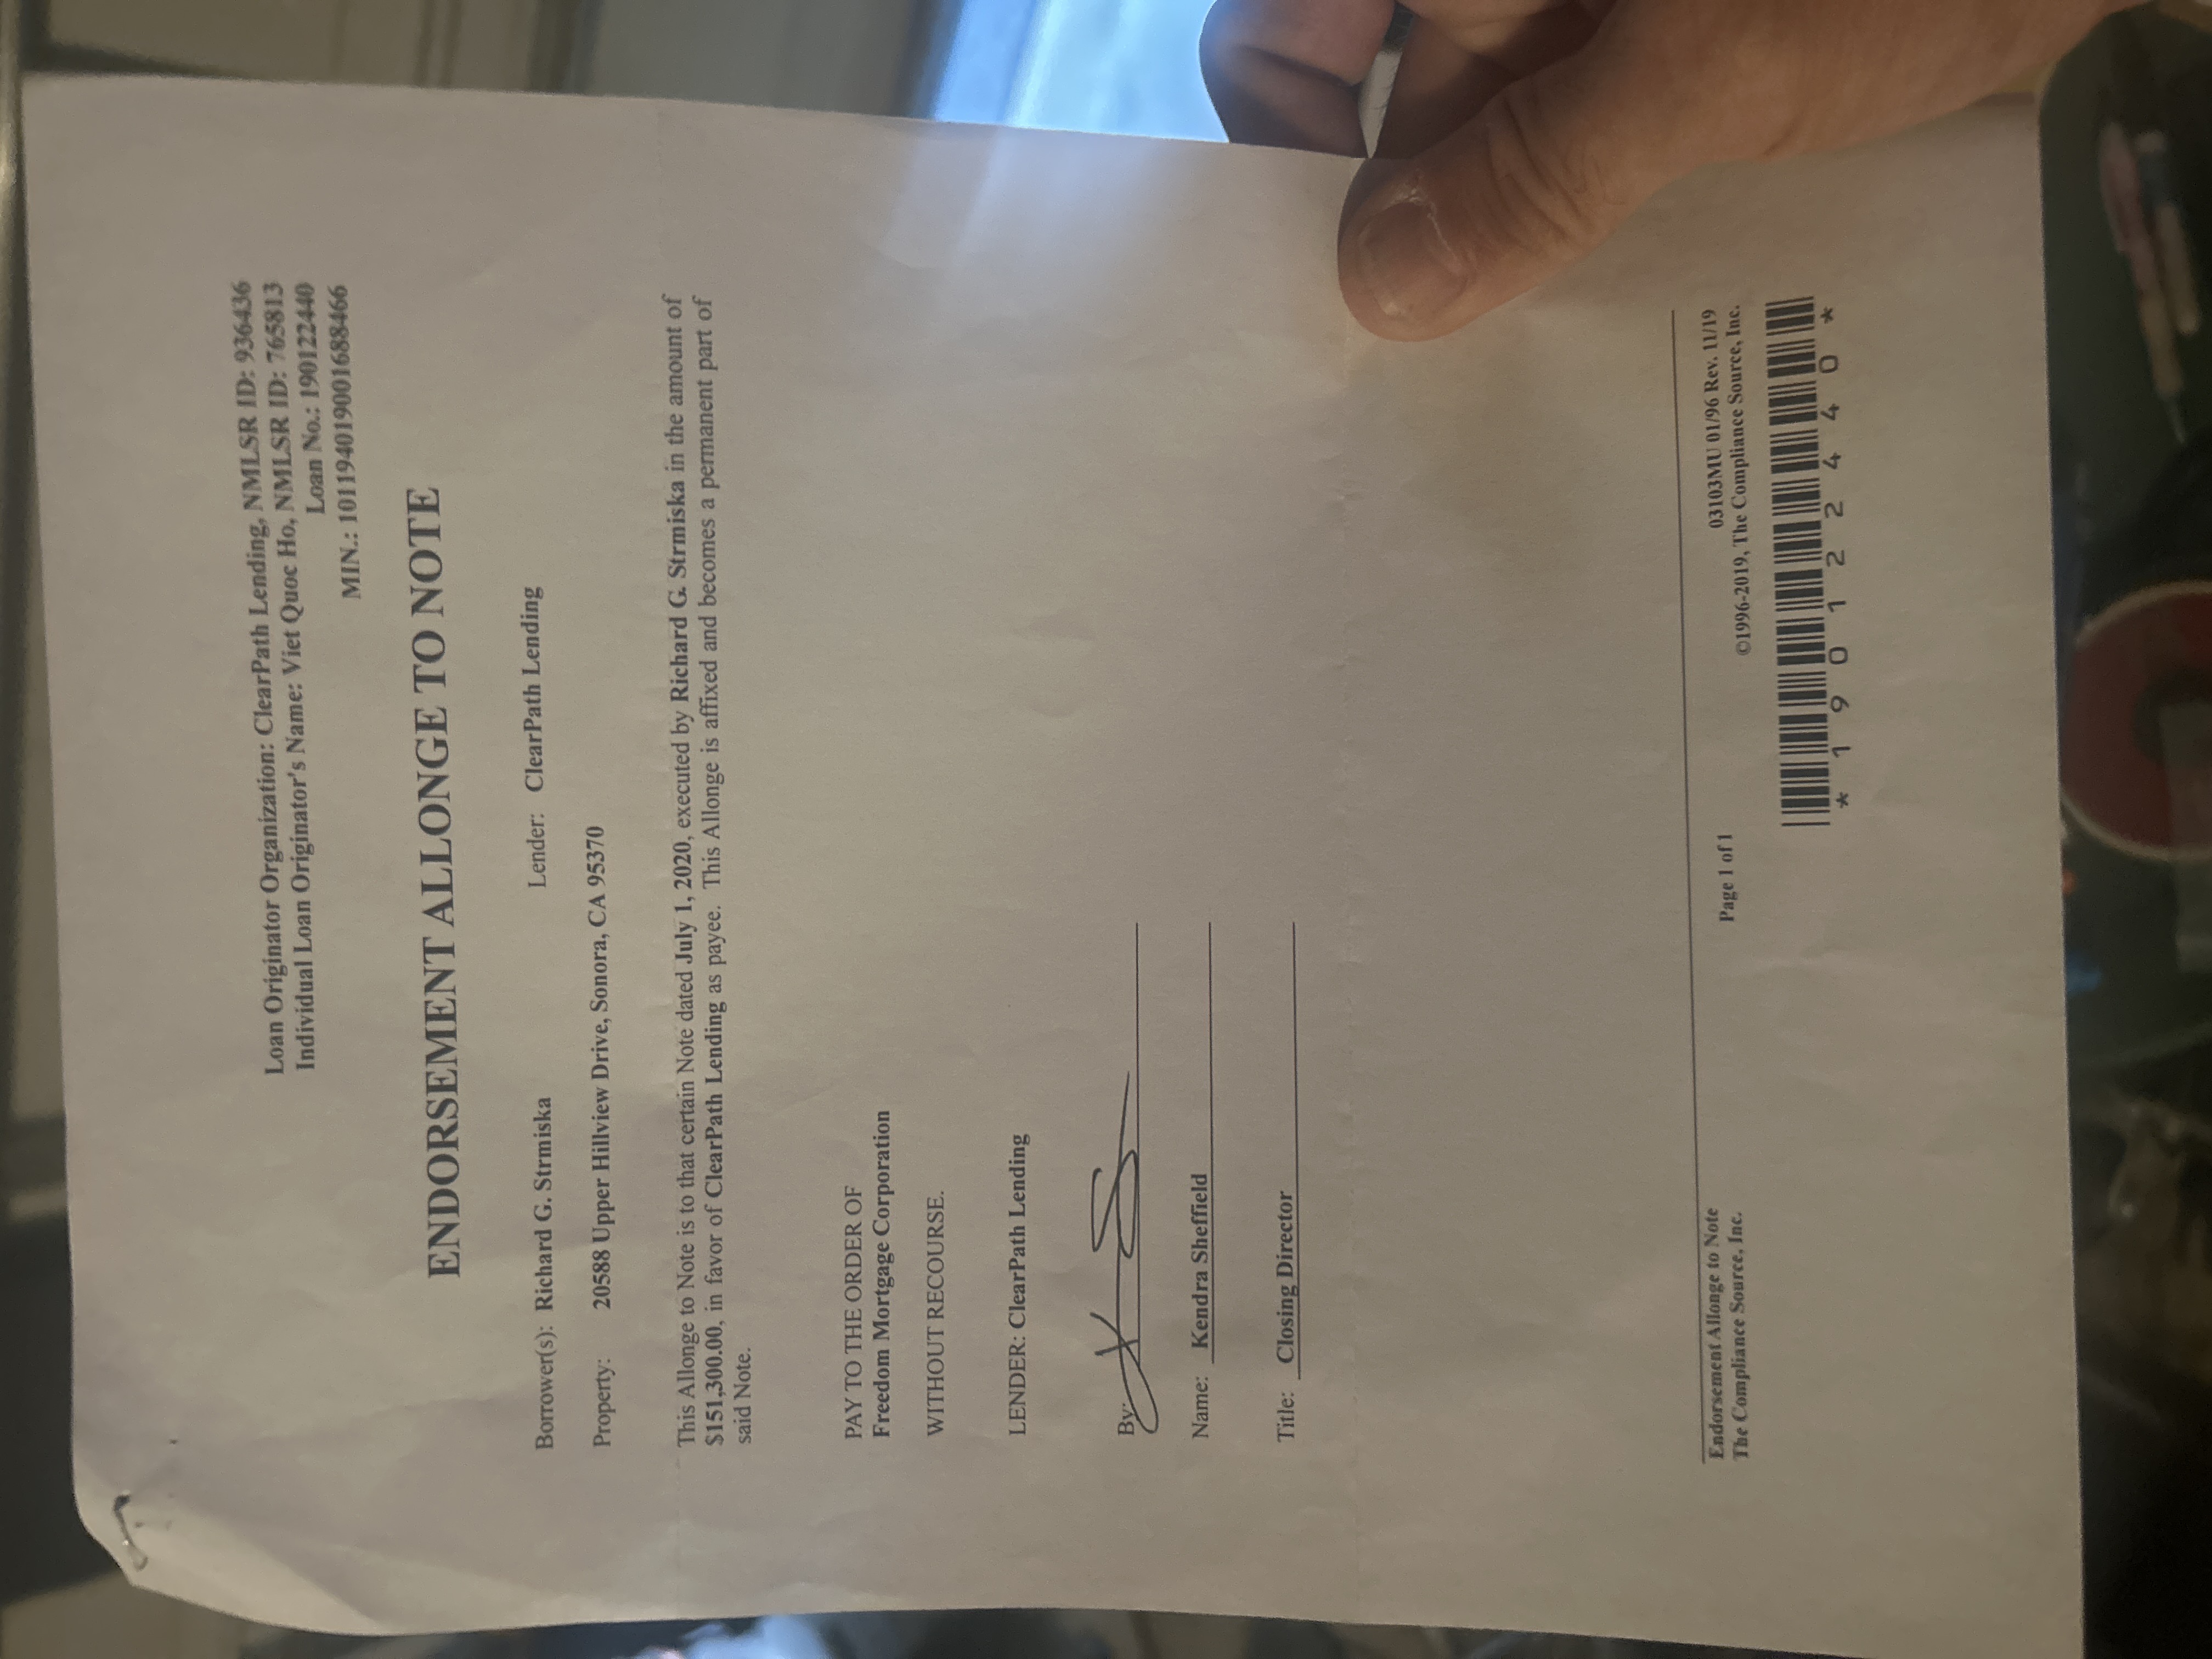 Loan Originator Organization: ClearPath Lending, NMLSR ID: 936436
Individual Loan Originator's Name: Viet Quoc Ho, NMLSR ID: 765813
Loan No.: 190122440
MIN.: 101194019001688466
ENDORSEMENT ALLONGE TO NOTE
Borrower(s): Richard G. Strmiska Lender: ClearPath Lending
Property: 20588 Upper Hillview Drive, Sonora, CA 95370
This Allonge to Note is to that certain Note dated July 1, 2020, executed by Richard G. Strmiska in the amount of
$151,300.00, in favor of ClearPath Lending as payee. This Allonge is affixed and becomes a permanent part of
said Note.
PAY TO THE ORDER OF
Freedom Mortgage Corporation
WITHOUT RECOURSE.
LENDER: ClearPath Lending
By:
Name: Kendra Sheffield
Title: Closing Director
Endorsement Allonge to Note Page 1 of 1 03103MU 01/96 Rev. 11/19
The Compliance Source, Inc. ©1996-2019, The Compliance Source, Inc.
* 1 9 0 1 2 2 4 4 0 *